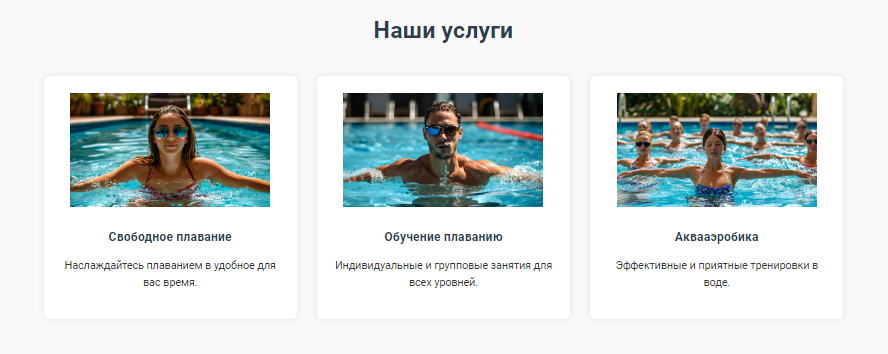 Наши услуги
Свободное плавание
Наслаждайтесь плаванием в удобное для
вас время.
Обучение плаванию
Индивидуальные и групповые занятия для
всех уровней.
Аквааэробика
Эффективные и приятные тренировки в
воде.